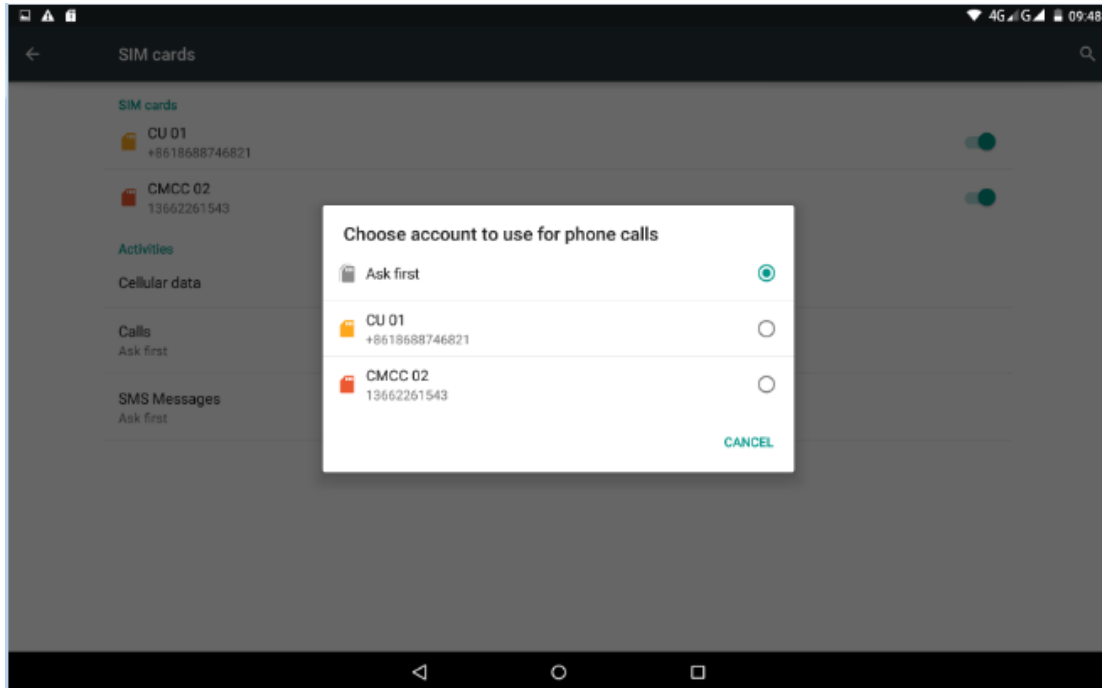 4G G 09:48
SIM cards
SIM cards
CU 01
+8618688746821
CMCC 02
13662261543
Activities
Cellular data
Calls
Ask first
SMS Messages
Ask first
Choose account to use for phone calls
Ask first
CU 01
+8618688746821
CMCC 02
13662261543
CANCEL